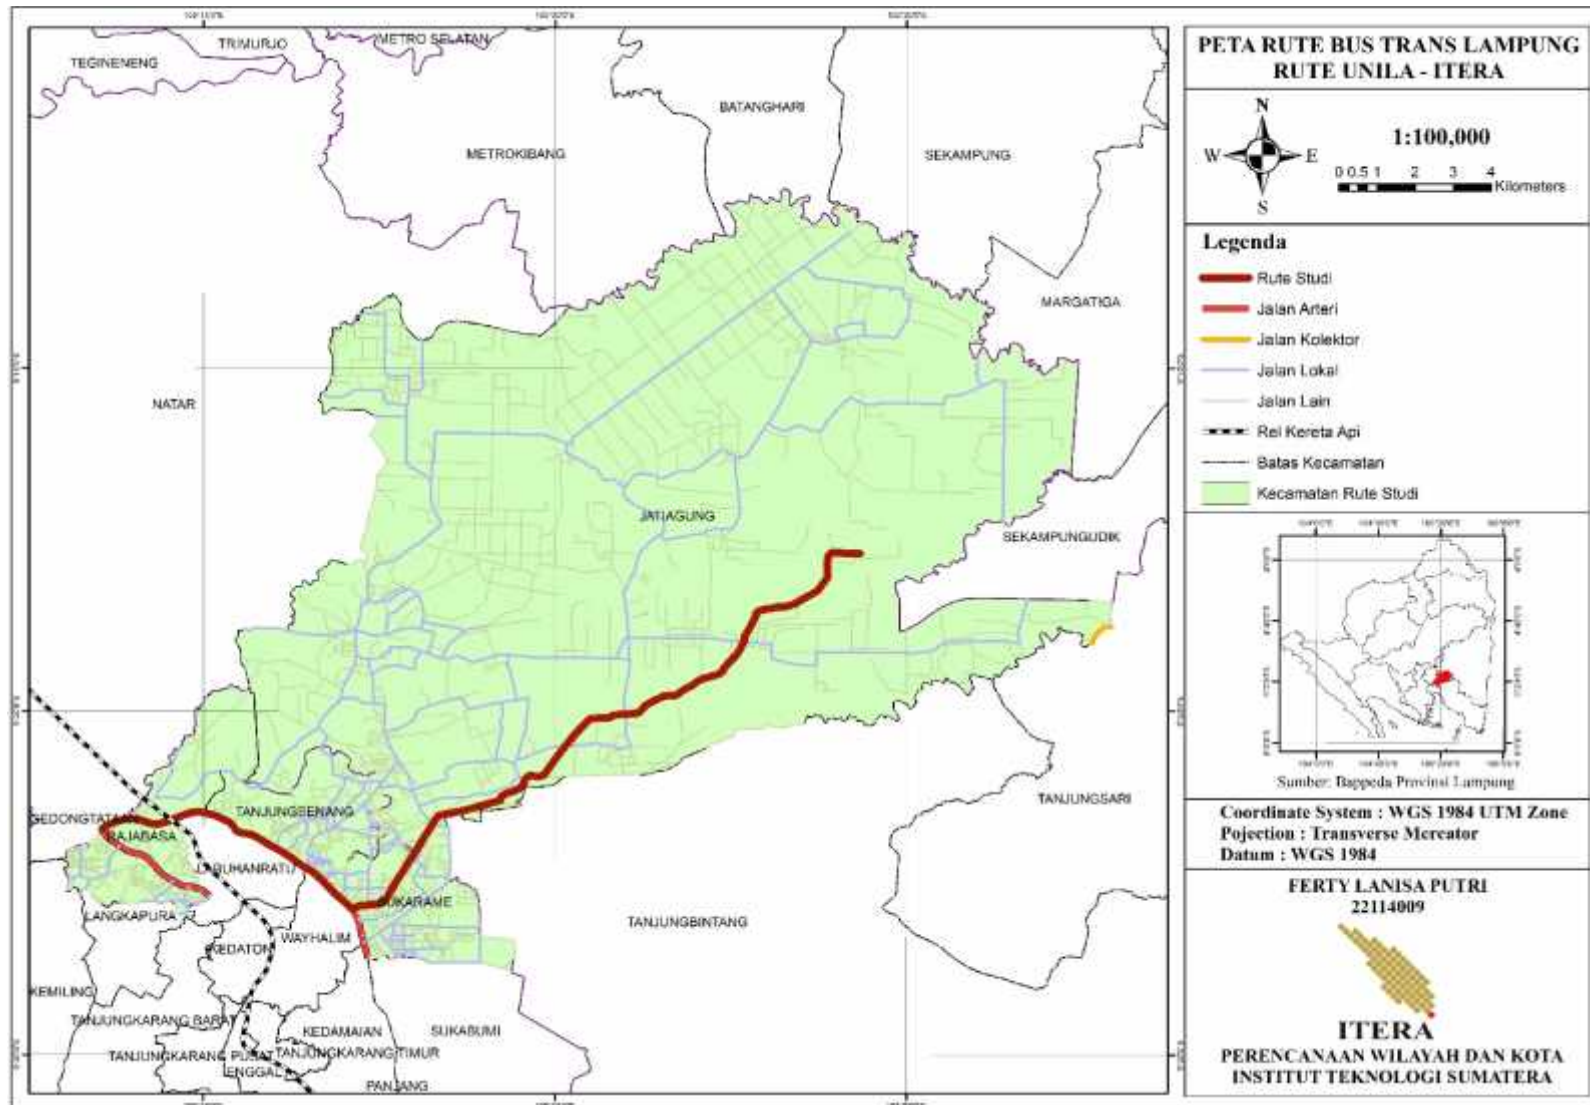 TRIMURJO
METRO SELATAN
TEGINENENG
BATANGHARI
METROKIBANG
SEKAMPUNG
MARGATIGA
NATAR
JATIAGUNG
SEKAMPUNGUDIK
TANJUNGSARI
GEDONGTATAAN
TANJUNGSENANG
RAJABASA
LABUHANRATU
SUKARAME
LANGKAPURA
TANJUNGBINTANG
WAYHALIM
KEDATON
KEMILING
TANJUNGKARANG BARAT
KEDAMAIAN
SUKABUMI
TANJUNGKARANG PUSAT
TANJUNGKARANG TIMUR
ENGGAL
PANJANG
PETA RUTE BUS TRANS LAMPUNG
RUTE UNILA - ITERA
N
W
E
S
1:100,000
0 0.5 1 2 3 4
Kilometers
Legenda
Rute Studi
Jalan Arteri
Jalan Kolektor
Jalan Lokal
Jalan Lain
Rel Kereta Api
Batas Kecamatan
Kecamatan Rute Studi
Sumber: Bappeda Provinsi Lampung
Coordinate System : WGS 1984 UTM Zone
Pojection : Transverse Mercator
Datum : WGS 1984
FERTY LANISA PUTRI
22114009
ITERA
PERENCANAAN WILAYAH DAN KOTA
INSTITUT TEKNOLOGI SUMATERA